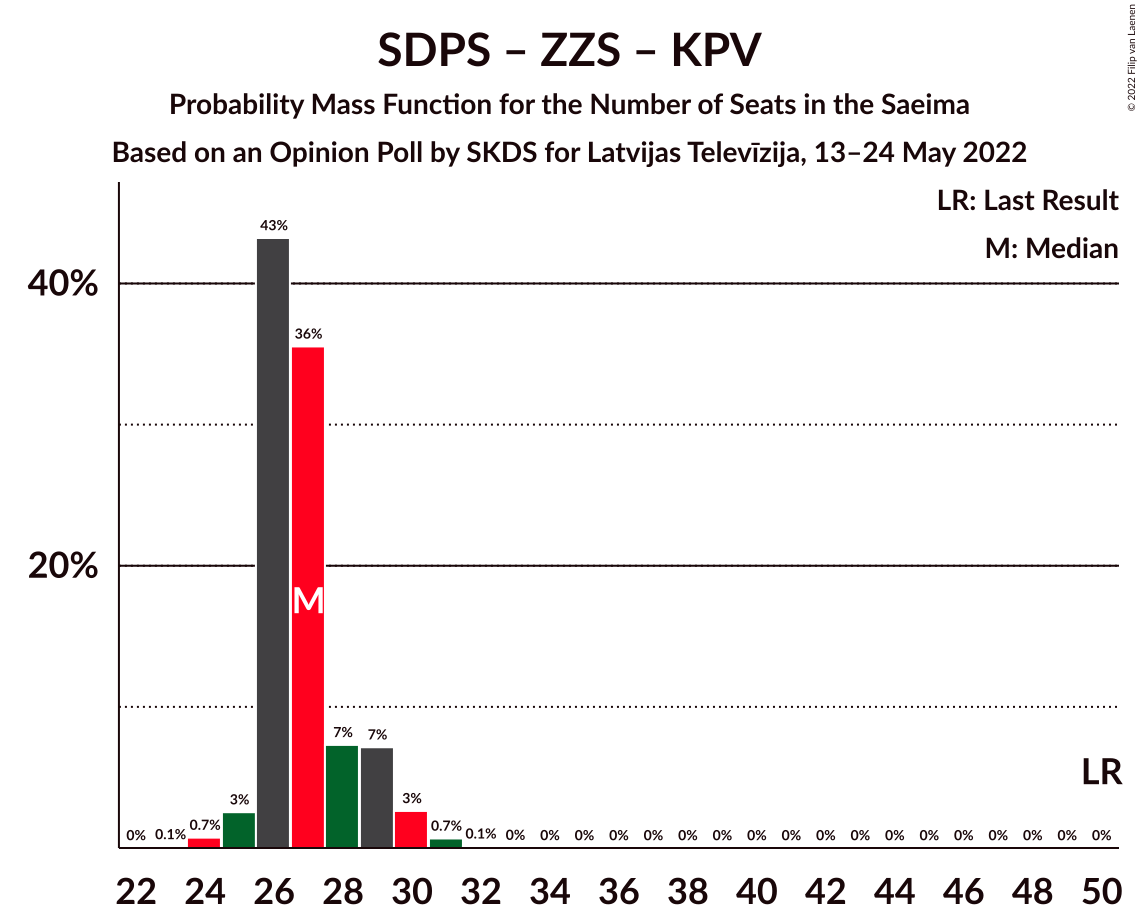 SDPS – ZZS – KPV
Probability Mass Function for the Number of Seats in the Saeima
Based on an Opinion Poll by SKDS for Latvijas Televīzija, 13–24 May 2022
© 2022 Filip van Laenen
LR: Last Result
M: Median
40%
20%
0% 0.1% 0.7% 3% 43% 36% 7% 7% 3% 0.7% 0.1% 0% 0% 0% 0% 0% 0% 0% 0% 0% 0% 0% 0% 0% 0% 0% 0% 0% 0%
M
LR
22 24 26 28 30 32 34 36 38 40 42 44 46 48 50